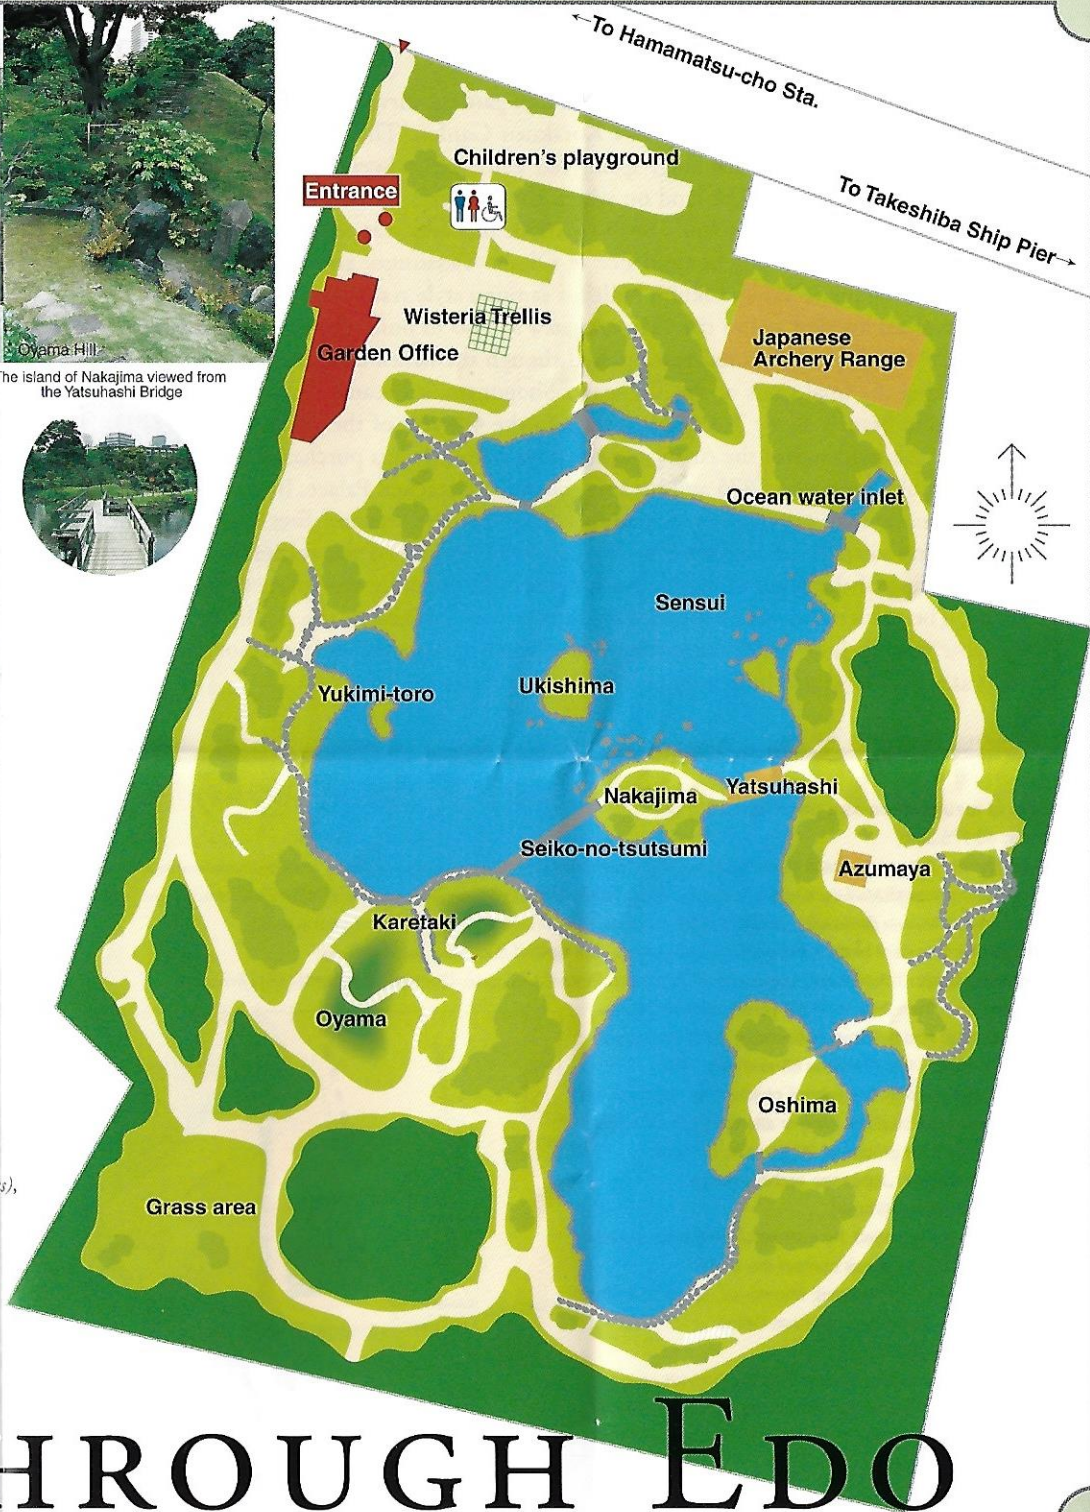 ←To Hamamatsu-cho Sta.
Children's playground
Entrance
To Takeshiba Ship Pier→
Wisteria Trellis
Japanese
Archery Range
Garden Office
Oyama Hill
The island of Nakajima viewed from
the Yatsuhashi Bridge
Ocean water inlet
Sensui
Yukimi-toro
Ukishima
Nakajima
Yatsuhashi
Seiko-no-tsutsumi
Azumaya
Karetaki
Oyama
Oshima
s),
Grass area
HROUGH EDO